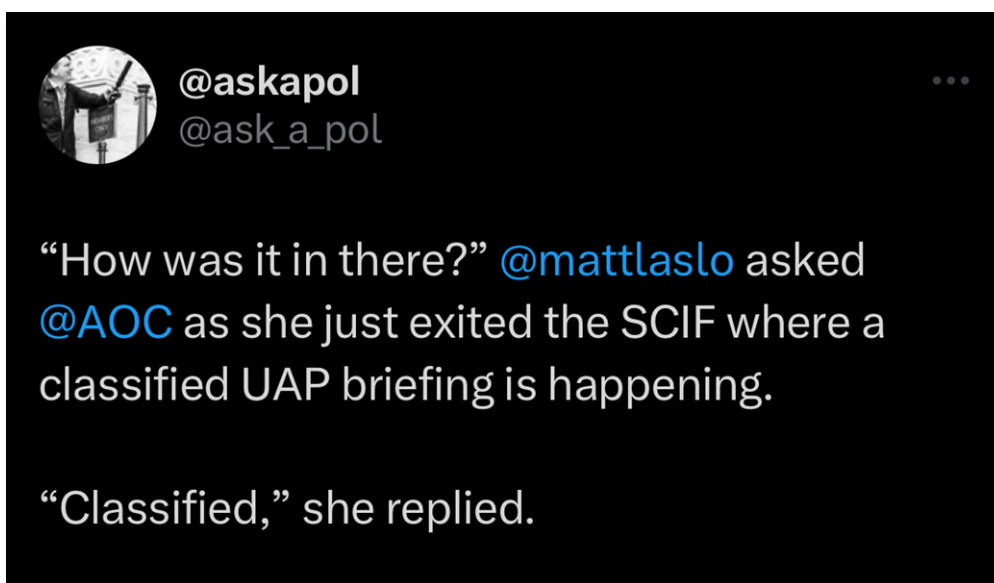 @askapol
@ask_a_pol
“How was it in there?” @mattlaslo asked
@AOC as she just exited the SCIF where a
classified UAP briefing is happening.
“Classified,” she replied.